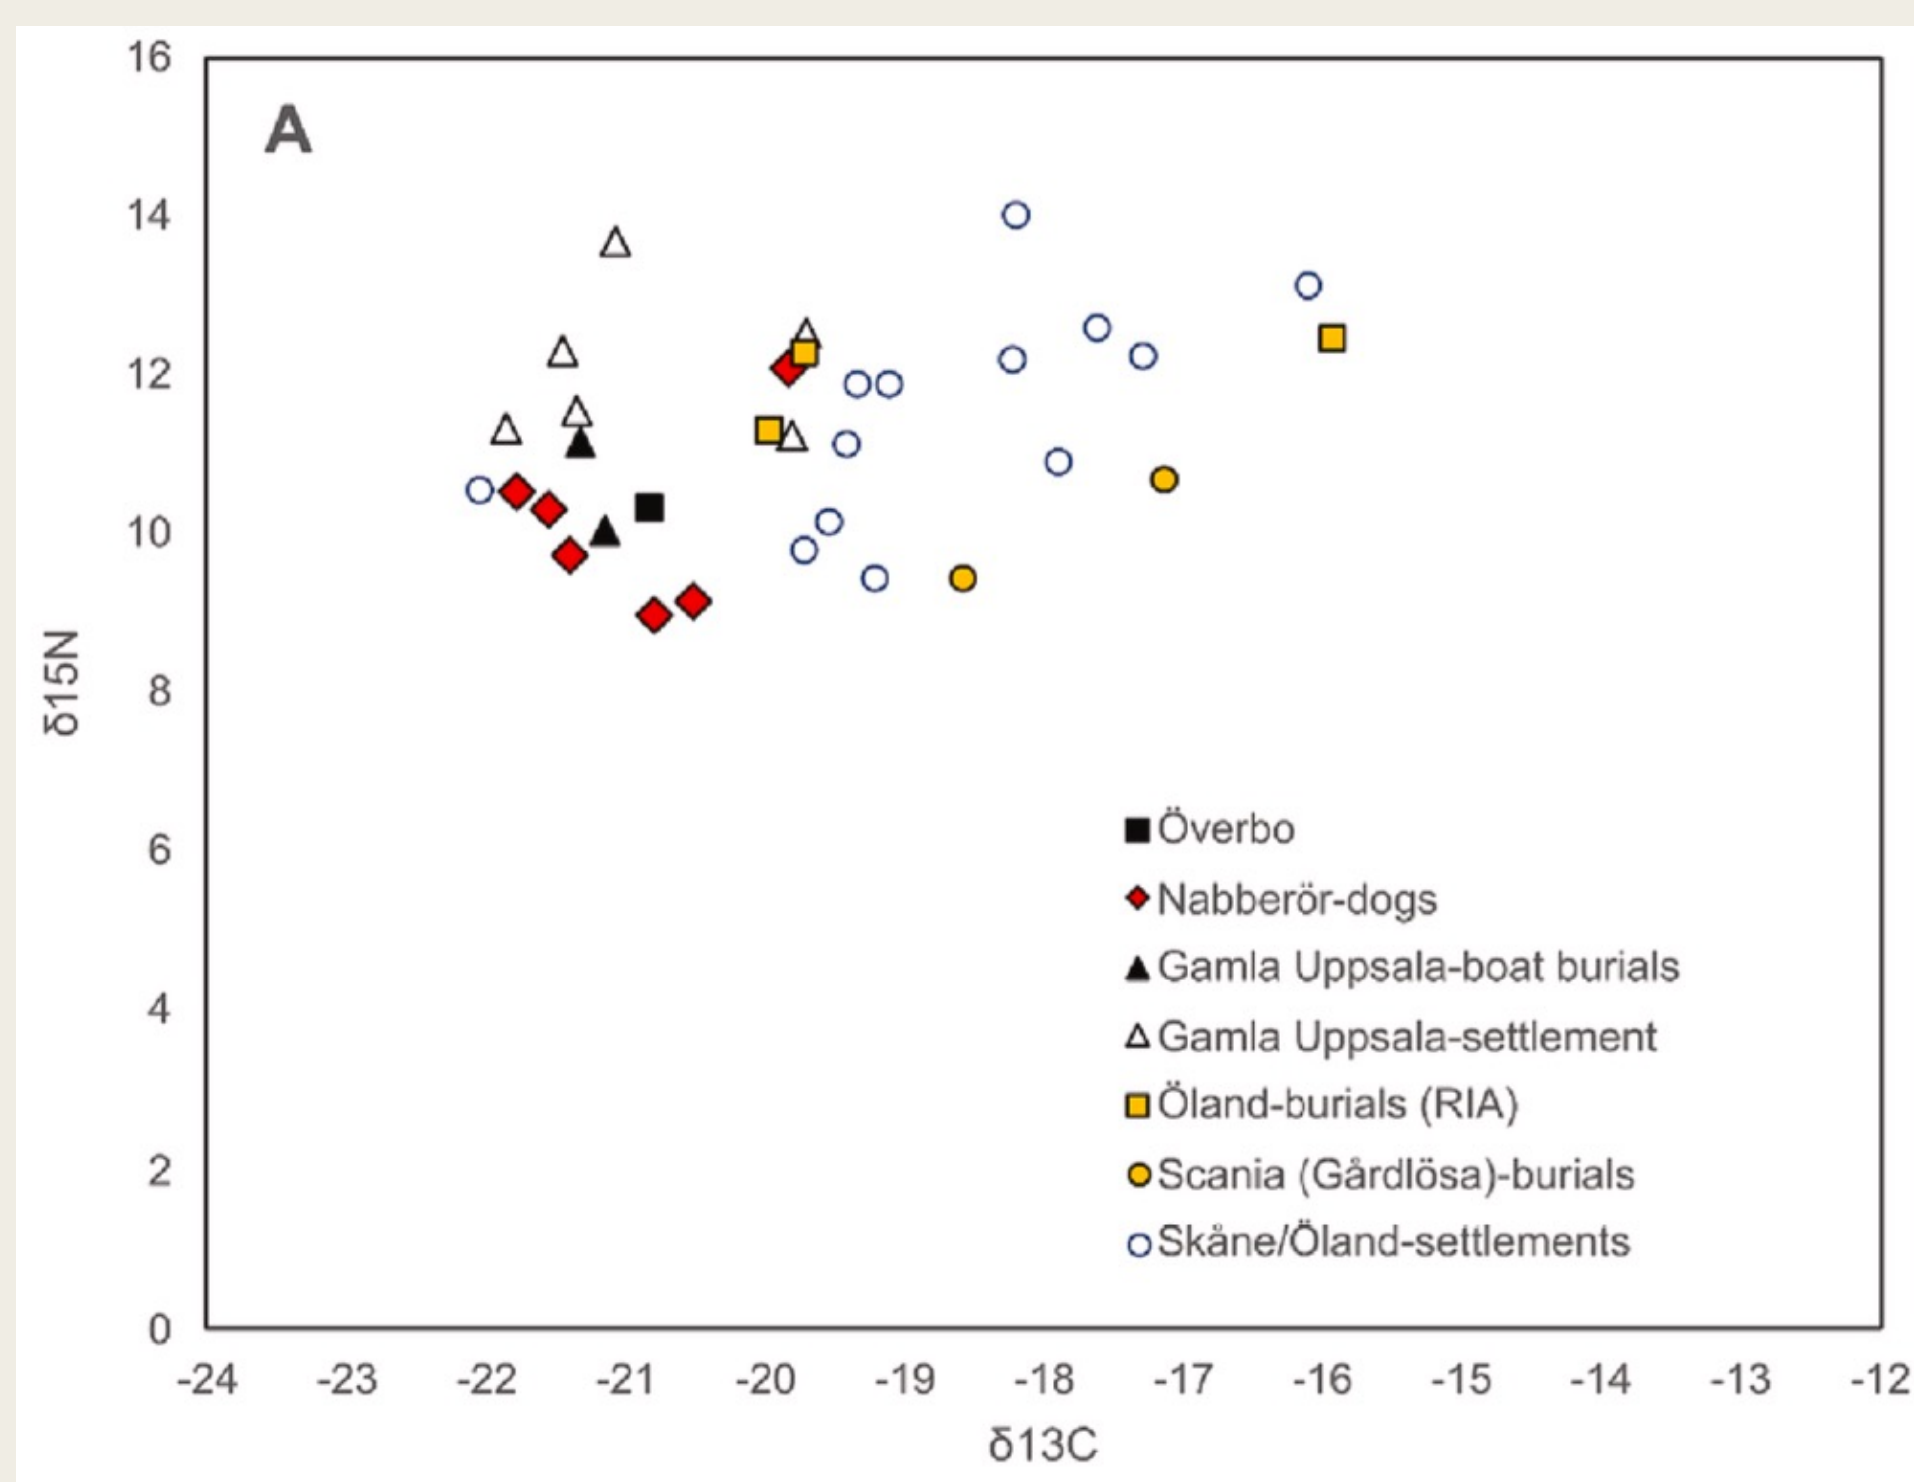 A
16
14
12
10
8
6
4
2
0
δ15N
-24 -23 -22 -21 -20 -19 -18 -17 -16 -15 -14 -13 -12
δ13C
Överbo
Nabberör-dogs
Gamla Uppsala-boat burials
Gamla Uppsala-settlement
Öland-burials (RIA)
Scania (Gårdlösa)-burials
Skåne/Öland-settlements